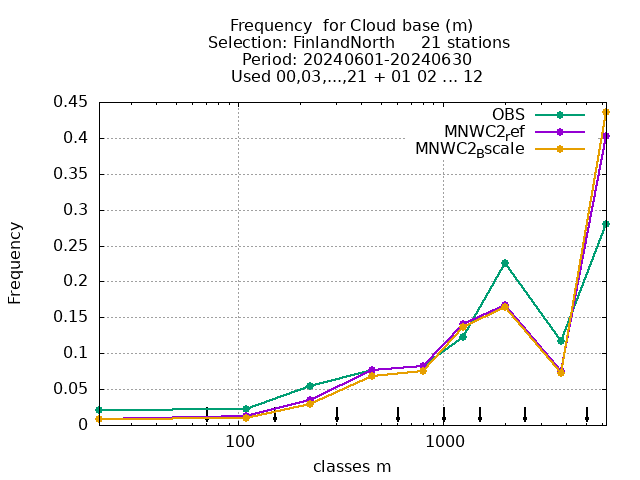 Frequency  for Cloud base (m)
Selection: FinlandNorth     21 stations
Period: 20240601-20240630
Used 00,03,...,21 + 01 02 ... 12
OBS
MNWC2ref
MNWC2Bscale
Frequency
0.45
0.4
0.35
0.3
0.25
0.2
0.15
0.1
0.05
0
100
1000
classes m